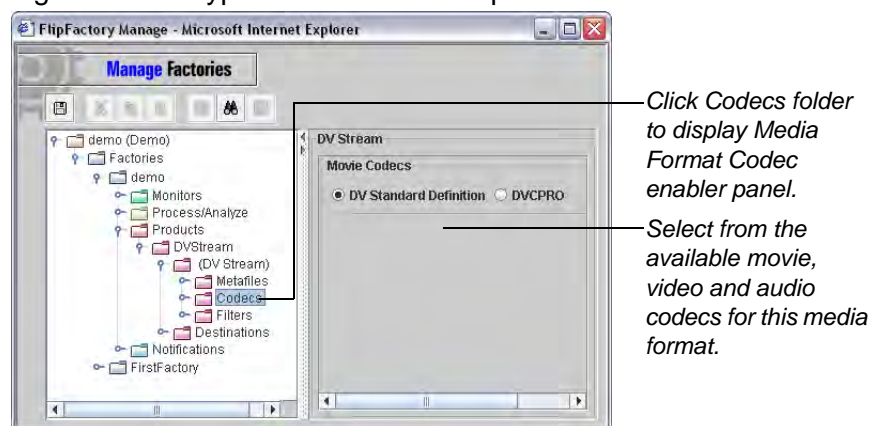 FlipFactory Manage - Microsoft Internet Explorer
Manage Factories
demo (Demo)
Factories
demo
Monitors
Process/Analyze
Products
DVStream
(DV Stream)
Metafiles
Codecs
Filters
Destinations
Notifications
FirstFactory
DV Stream
Movie Codecs
DV Standard Definition
DVCPRO
Click Codecs folder
to display Media
Format Codec
enabler panel.
Select from the
available movie,
video and audio
codecs for this media
format.